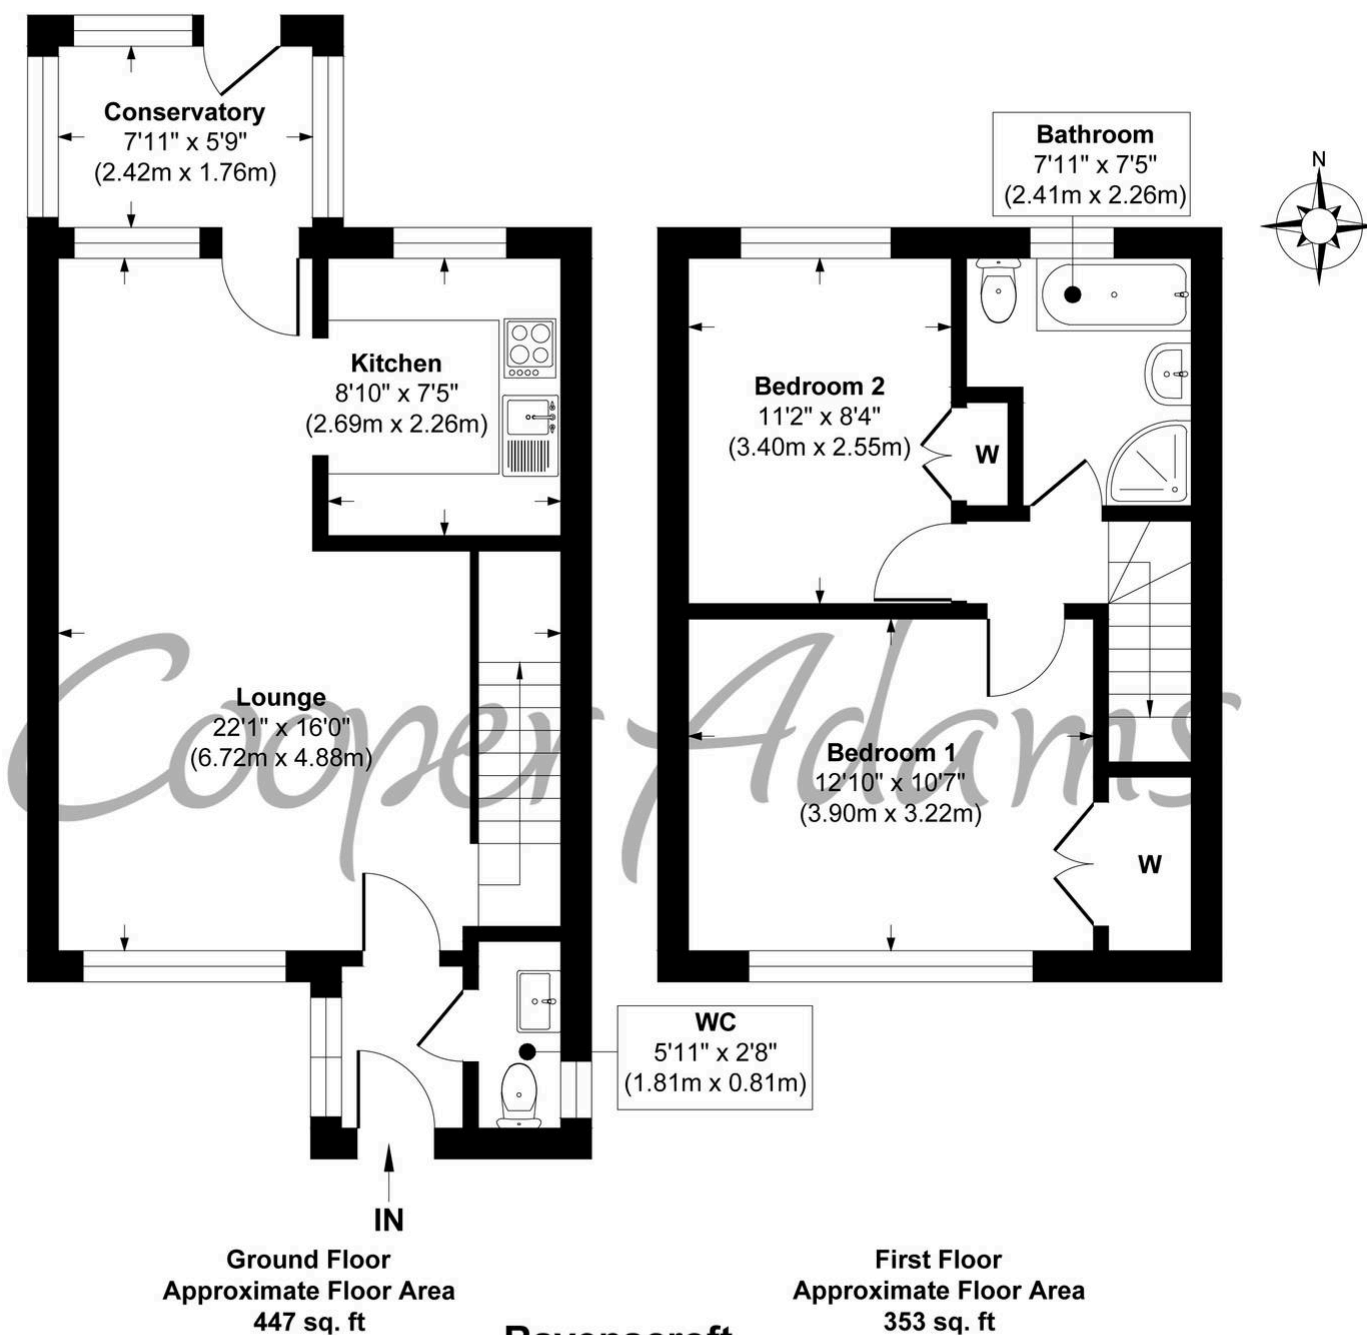 Conservatory
7'11" x 5'9"
(2.42m x 1.76m)
Bathroom
7'11" x 7'5"
(2.41m x 2.26m)
N
Kitchen
8'10" x 7'5"
(2.69m x 2.26m)
Bedroom 2
11'2" x 8'4"
(3.40m x 2.55m)
W
Lounge
22'1" x 16'0"
(6.72m x 4.88m)
Cooper Adams
Bedroom 1
12'10" x 10'7"
(3.90m x 3.22m)
W
WC
5'11" x 2'8"
(1.81m x 0.81m)
IN
Ground Floor
Approximate Floor Area
447 sq. ft
First Floor
Approximate Floor Area
353 sq. ft